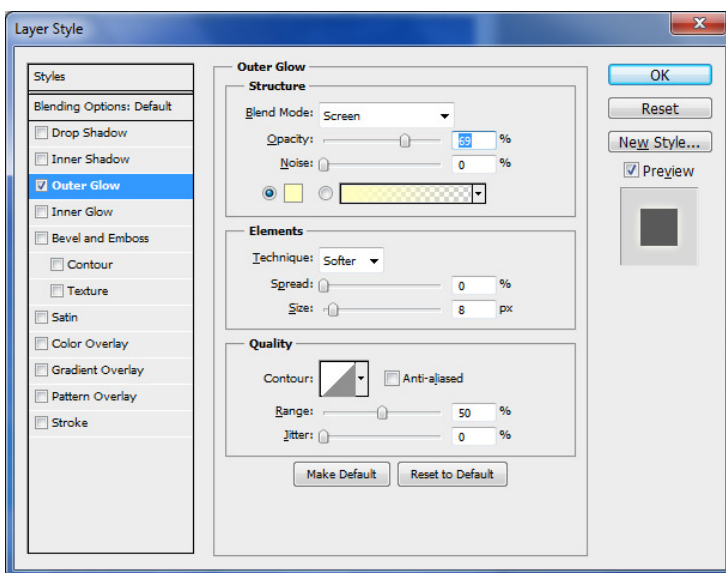 Layer Style
Styles
Blending Options: Default
Drop Shadow
Inner Shadow
Outer Glow
Inner Glow
Bevel and Emboss
Contour
Texture
Satin
Color Overlay
Gradient Overlay
Pattern Overlay
Stroke
Outer Glow
Structure
Blend Mode: Screen
Opacity: 69 %
Noise: 0 %
Elements
Technique: Softer
Spread: 0 %
Size: 8 px
Quality
Contour: Anti-aliased
Range: 50 %
Jitter: 0 %
Make Default Reset to Default
OK
Reset
New Style...
Preview